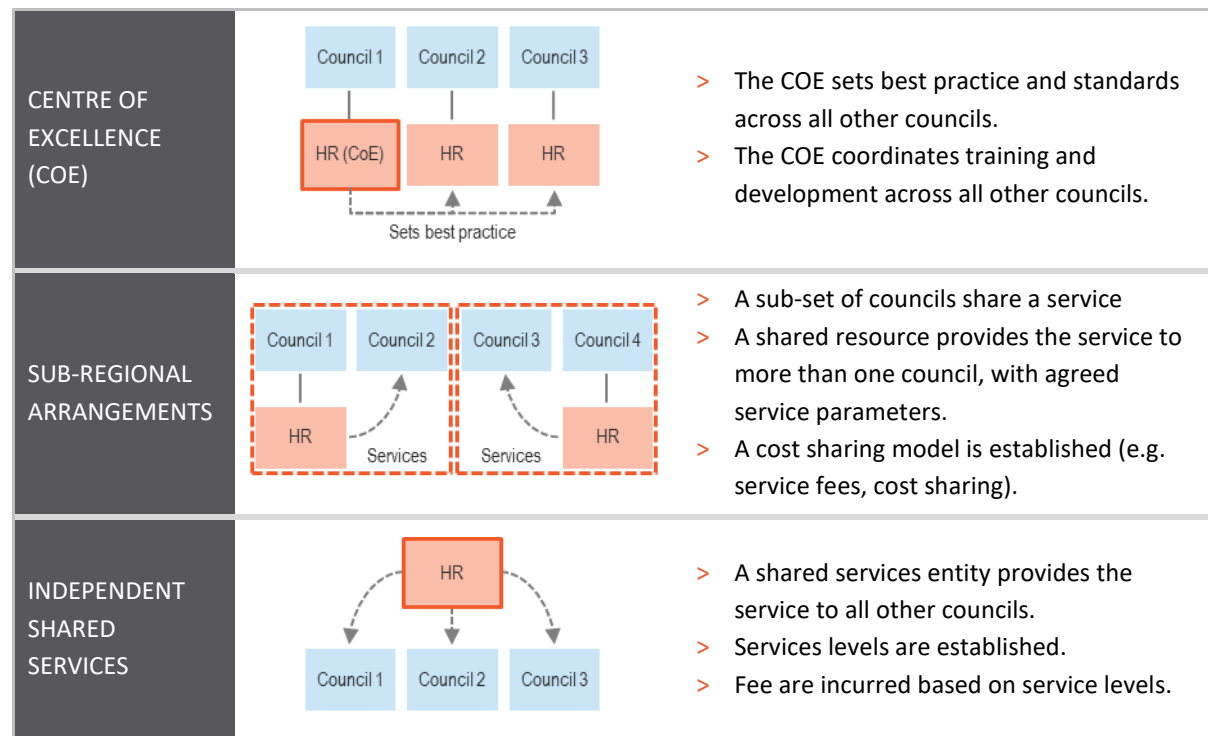 CENTRE OF
EXCELLENCE
(COE)
Council 1 Council 2 Council 3
HR (CoE) HR HR
Sets best practice
> The COE sets best practice and standards
across all other councils.
> The COE coordinates training and
development across all other councils.
SUB-REGIONAL
ARRANGEMENTS
Council 1 Council 2 Council 3 Council 4
HR HR
Services Services
> A sub-set of councils share a service
> A shared resource provides the service to
more than one council, with agreed
service parameters.
> A cost sharing model is established (e.g.
service fees, cost sharing).
INDEPENDENT
SHARED
SERVICES
HR
Council 1 Council 2 Council 3
> A shared services entity provides the
service to all other councils.
> Services levels are established.
> Fee are incurred based on service levels.